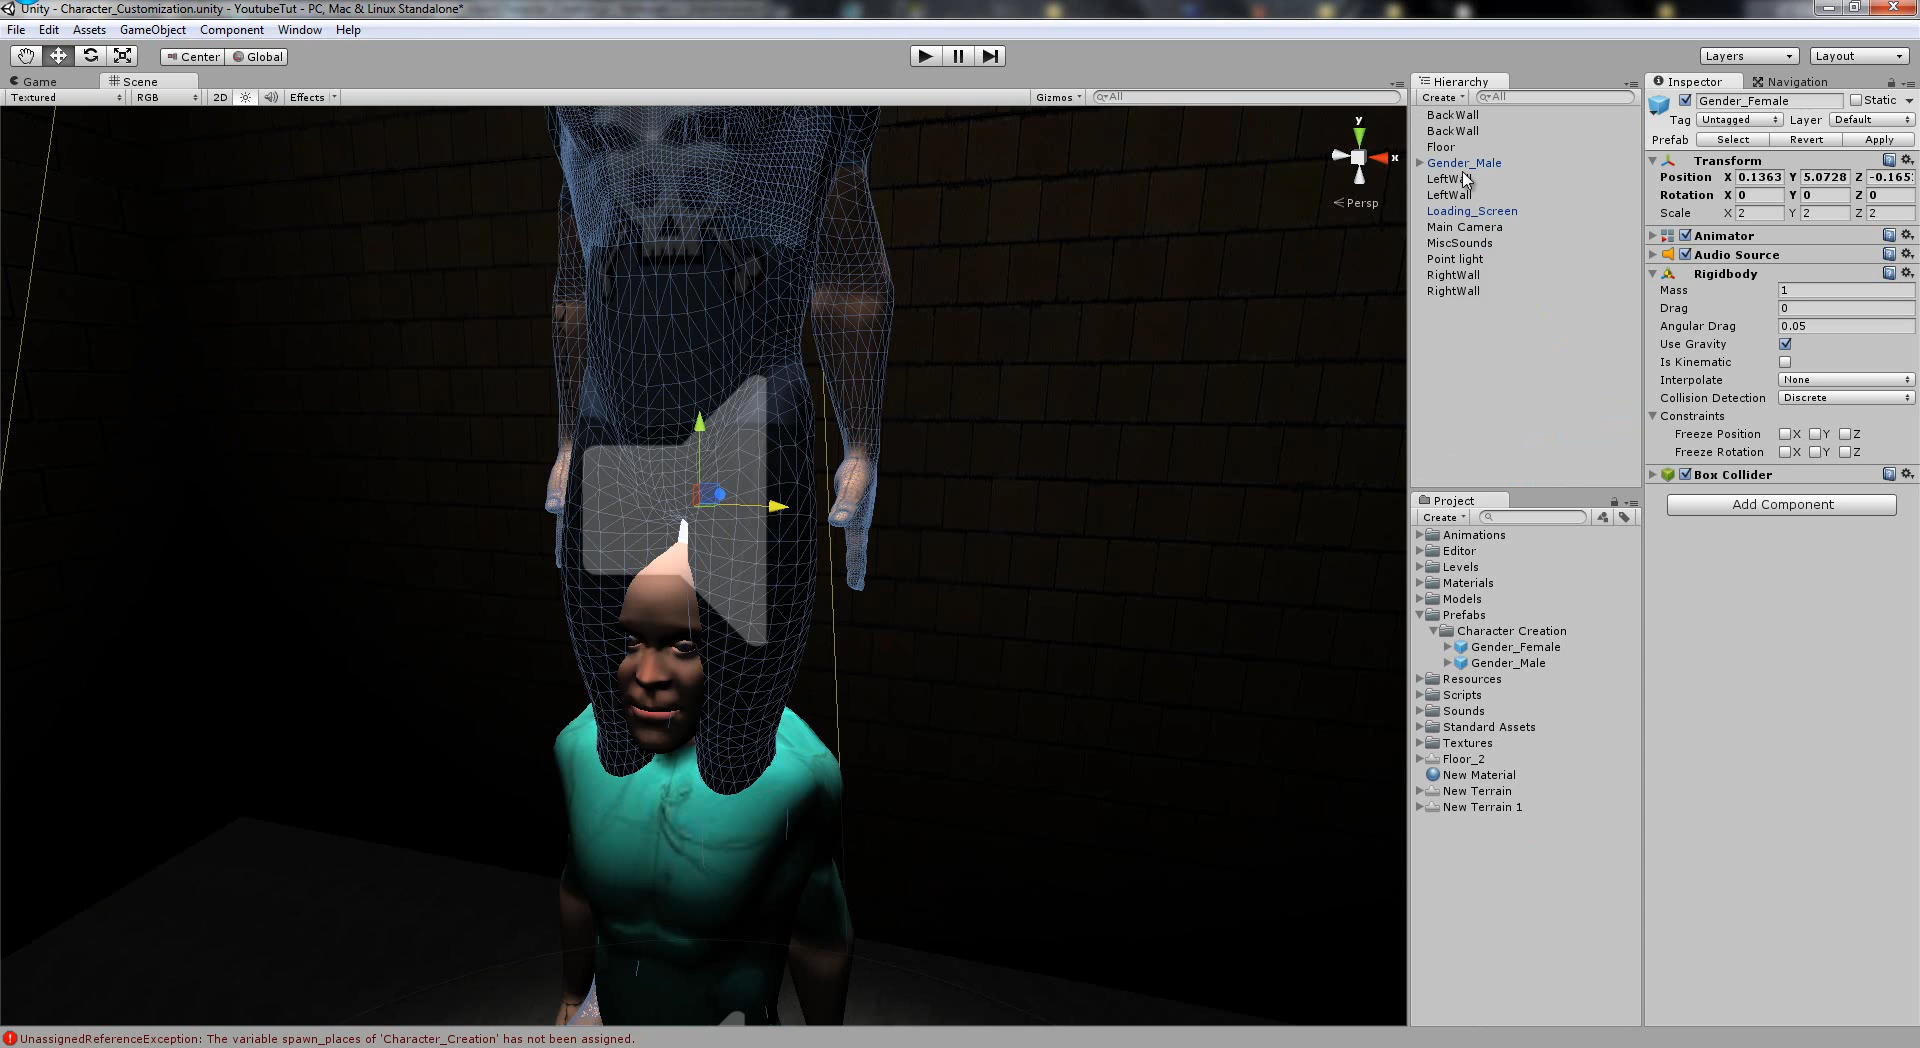 Unity - Character_Customization.unity - YoutubeTut - PC, Mac & Linux Standalone*
File Edit Assets GameObject Component Window Help
Center Global Layers Layout
Game Scene
Textured RGB 2D Effects Gizmos All
Hierarchy
Create All
BackWall
BackWall
Floor
Gender_Male
LeftWall
LeftWall
Loading_Screen
Main Camera
MiscSounds
Point light
RightWall
RightWall
y
x
Persp
Project
Create
Animations
Editor
Levels
Materials
Models
Prefabs
Character Creation
Gender_Female
Gender_Male
Resources
Scripts
Sounds
Standard Assets
Textures
Floor_2
New Material
New Terrain
New Terrain 1
Inspector Navigation
Gender_Female Static
Tag Untagged Layer Default
Prefab Select Revert Apply
Transform
Position X 0.1363 Y 5.0728 Z -0.165
Rotation X 0 Y 0 Z 0
Scale X 2 Y 2 Z 2
Animator
Audio Source
Rigidbody
Mass 1
Drag 0
Angular Drag 0.05
Use Gravity
Is Kinematic
Interpolate None
Collision Detection Discrete
Constraints
Freeze Position X Y Z
Freeze Rotation X Y Z
Box Collider
Add Component
UnassignedReferenceException: The variable spawn_places of 'Character_Creation' has not been assigned.